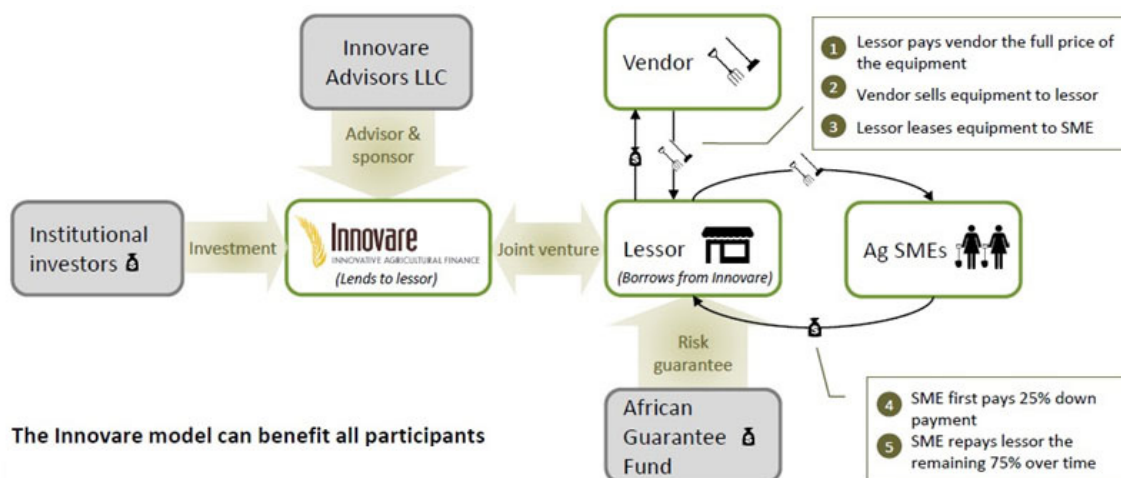 Innovare
Advisors LLC
Vendor
1 Lessor pays vendor the full price of
the equipment
2 Vendor sells equipment to lessor
3 Lessor leases equipment to SME
Advisor &
sponsor
Institutional
investors
Investment
Innovare
INNOVATIVE AGRICULTURAL FINANCE
(Lends to lessor)
Joint venture
Lessor
(Borrows from Innovare)
Ag SMEs
Risk
guarantee
African
Guarantee
Fund
4 SME first pays 25% down
payment
5 SME repays lessor the
remaining 75% over time
The Innovare model can benefit all participants